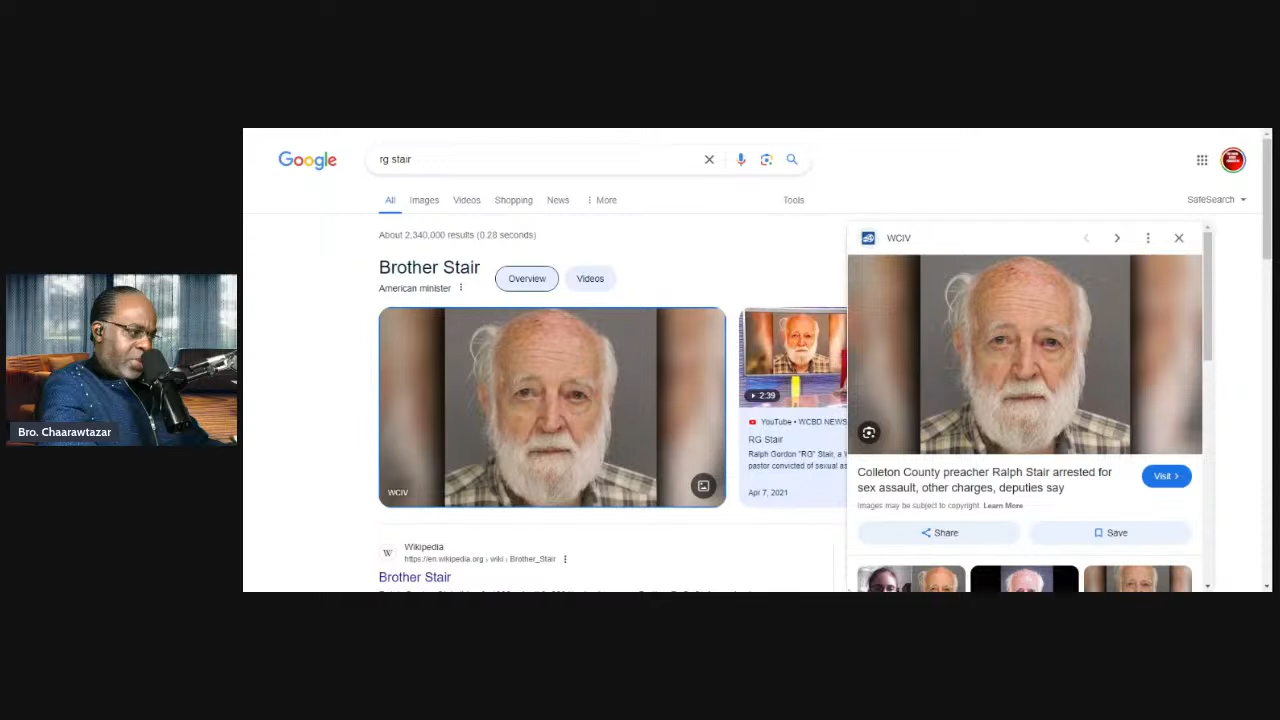 Google
rg stair
All
Images
Videos
Shopping
News
More
Tools
SafeSearch
About 2,340,000 results (0.28 seconds)
Brother Stair
American minister
Overview
Videos
WCIV
2:39
YouTube • WCBD NEWS
RG Stair
Ralph Gordon "RG" Stair, a
pastor convicted of sexual
Apr 7, 2021
Wikipedia
https://en.wikipedia.org › wiki › Brother_Stair
Brother Stair
WCIV
Colleton County preacher Ralph Stair arrested for
sex assault, other charges, deputies say
Visit
Images may be subject to copyright. Learn More
Share
Save
Bro. Chaarawtazar